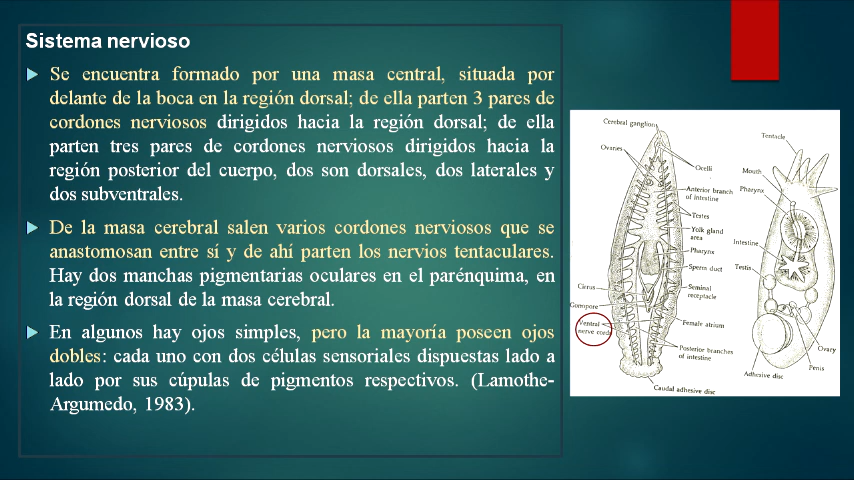 Sistema nervioso
Se encuentra formado por una masa central, situada por
delante de la boca en la región dorsal; de ella parten 3 pares de
cordones nerviosos dirigidos hacia la región dorsal; de ella
parten tres pares de cordones nerviosos dirigidos hacia la
región posterior del cuerpo, dos son dorsales, dos laterales y
dos subventrales.
De la masa cerebral salen varios cordones nerviosos que se
anastomosan entre sí y de ahí parten los nervios tentaculares.
Hay dos manchas pigmentarias oculares en el parénquima, en
la región dorsal de la masa cerebral.
En algunos hay ojos simples, pero la mayoría poseen ojos
dobles: cada uno con dos células sensoriales dispuestas lado a
lado por sus cúpulas de pigmentos respectivos. (Lamothe-
Argumedo, 1983).
Cerebral ganglion
Ovaries
Ocelli
Anterior branch
of intestine
Testes
Yolk gland
area
Pharynx
Sperm duct
Cirrus
Seminal
receptacle
Gonopore
Female atrium
Ventral
nerve cords
Posterior branches
of intestine
Caudal adhesive disc
Tentacle
Mouth
Pharynx
Intestine
Testis
Ovary
Penis
Adhesive disc